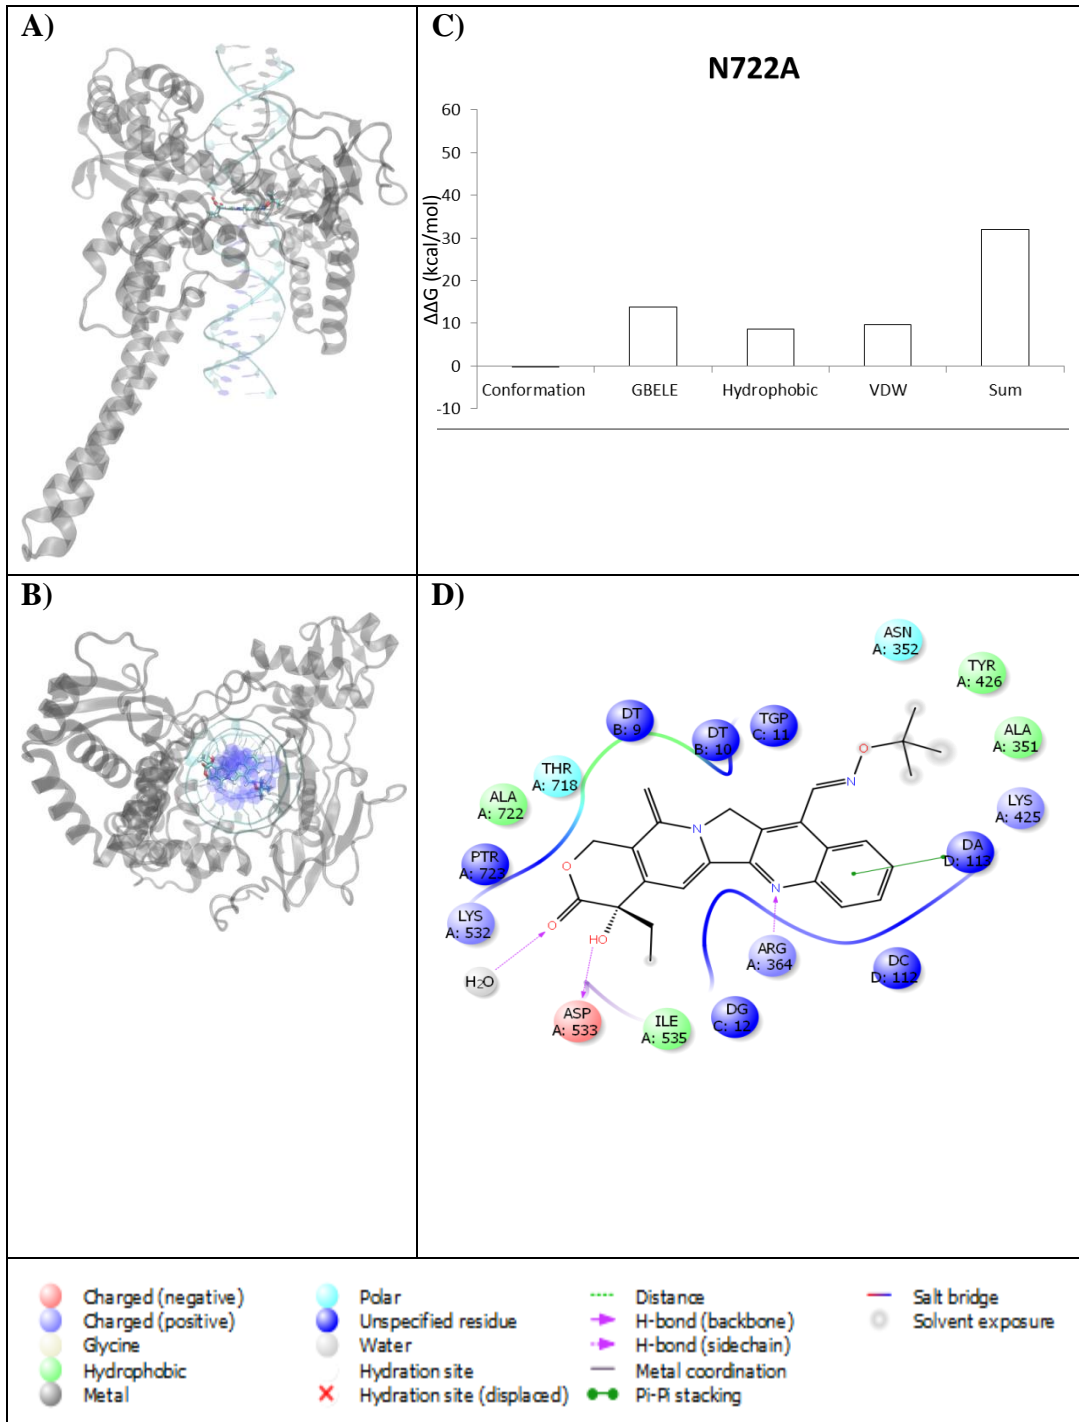 A)
C)
N722A
ΔΔG (kcal/mol)
60
50
40
30
20
10
0
-10
Conformation GBELE Hydrophobic VDW Sum
B)
D)
ASN
A: 352
TYR
A: 426
ALA
A: 351
LYS
A: 425
DA
D: 113
DC
D: 112
DT
B: 9
DT
B: 10
TGP
C: 11
THR
A: 718
ALA
A: 722
PTR
A: 723
LYS
A: 532
H2O
ASP
A: 533
ILE
A: 535
DG
C: 12
ARG
A: 364
O
N
N
O
N
O
O
HO
Charged (negative)
Charged (positive)
Glycine
Hydrophobic
Metal
Polar
Unspecified residue
Water
Hydration site
Hydration site (displaced)
Distance
H-bond (backbone)
H-bond (sidechain)
Metal coordination
Pi-Pi stacking
Salt bridge
Solvent exposure